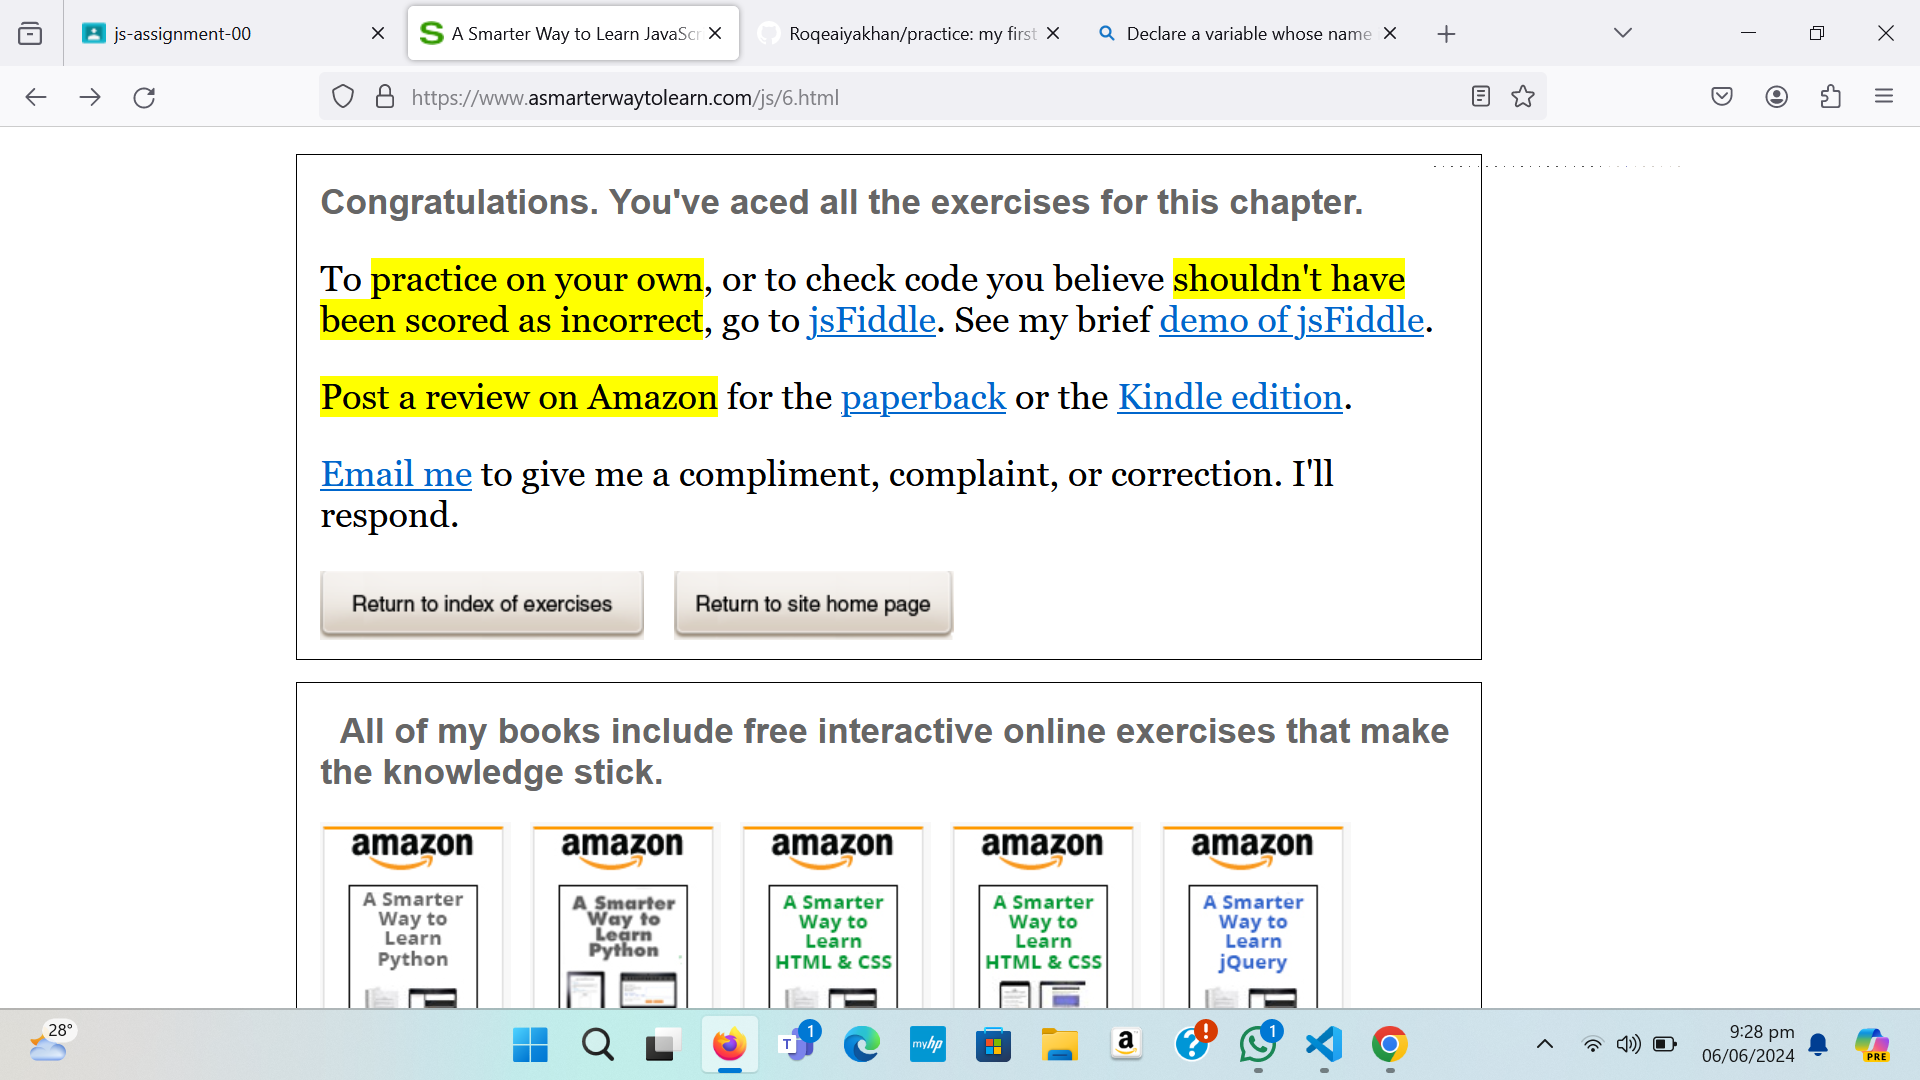 js-assignment-00
A Smarter Way to Learn JavaScr
Roqeaiyakhan/practice: my first
Declare a variable whose name
https://www.asmarterwaytolearn.com/js/6.html
Congratulations. You've aced all the exercises for this chapter.
To practice on your own, or to check code you believe shouldn't have
been scored as incorrect, go to jsFiddle. See my brief demo of jsFiddle.
Post a review on Amazon for the paperback or the Kindle edition.
Email me to give me a compliment, complaint, or correction. I'll
respond.
Return to index of exercises
Return to site home page
All of my books include free interactive online exercises that make
the knowledge stick.
amazon
A Smarter
Way to
Learn
Python
amazon
A Smarter
Way to
Learn
Python
amazon
A Smarter
Way to
Learn
HTML & CSS
amazon
A Smarter
Way to
Learn
HTML & CSS
amazon
A Smarter
Way to
Learn
jQuery
28°
T
1
myhp
a
?
!
1
9:28 pm
06/06/2024
PRE